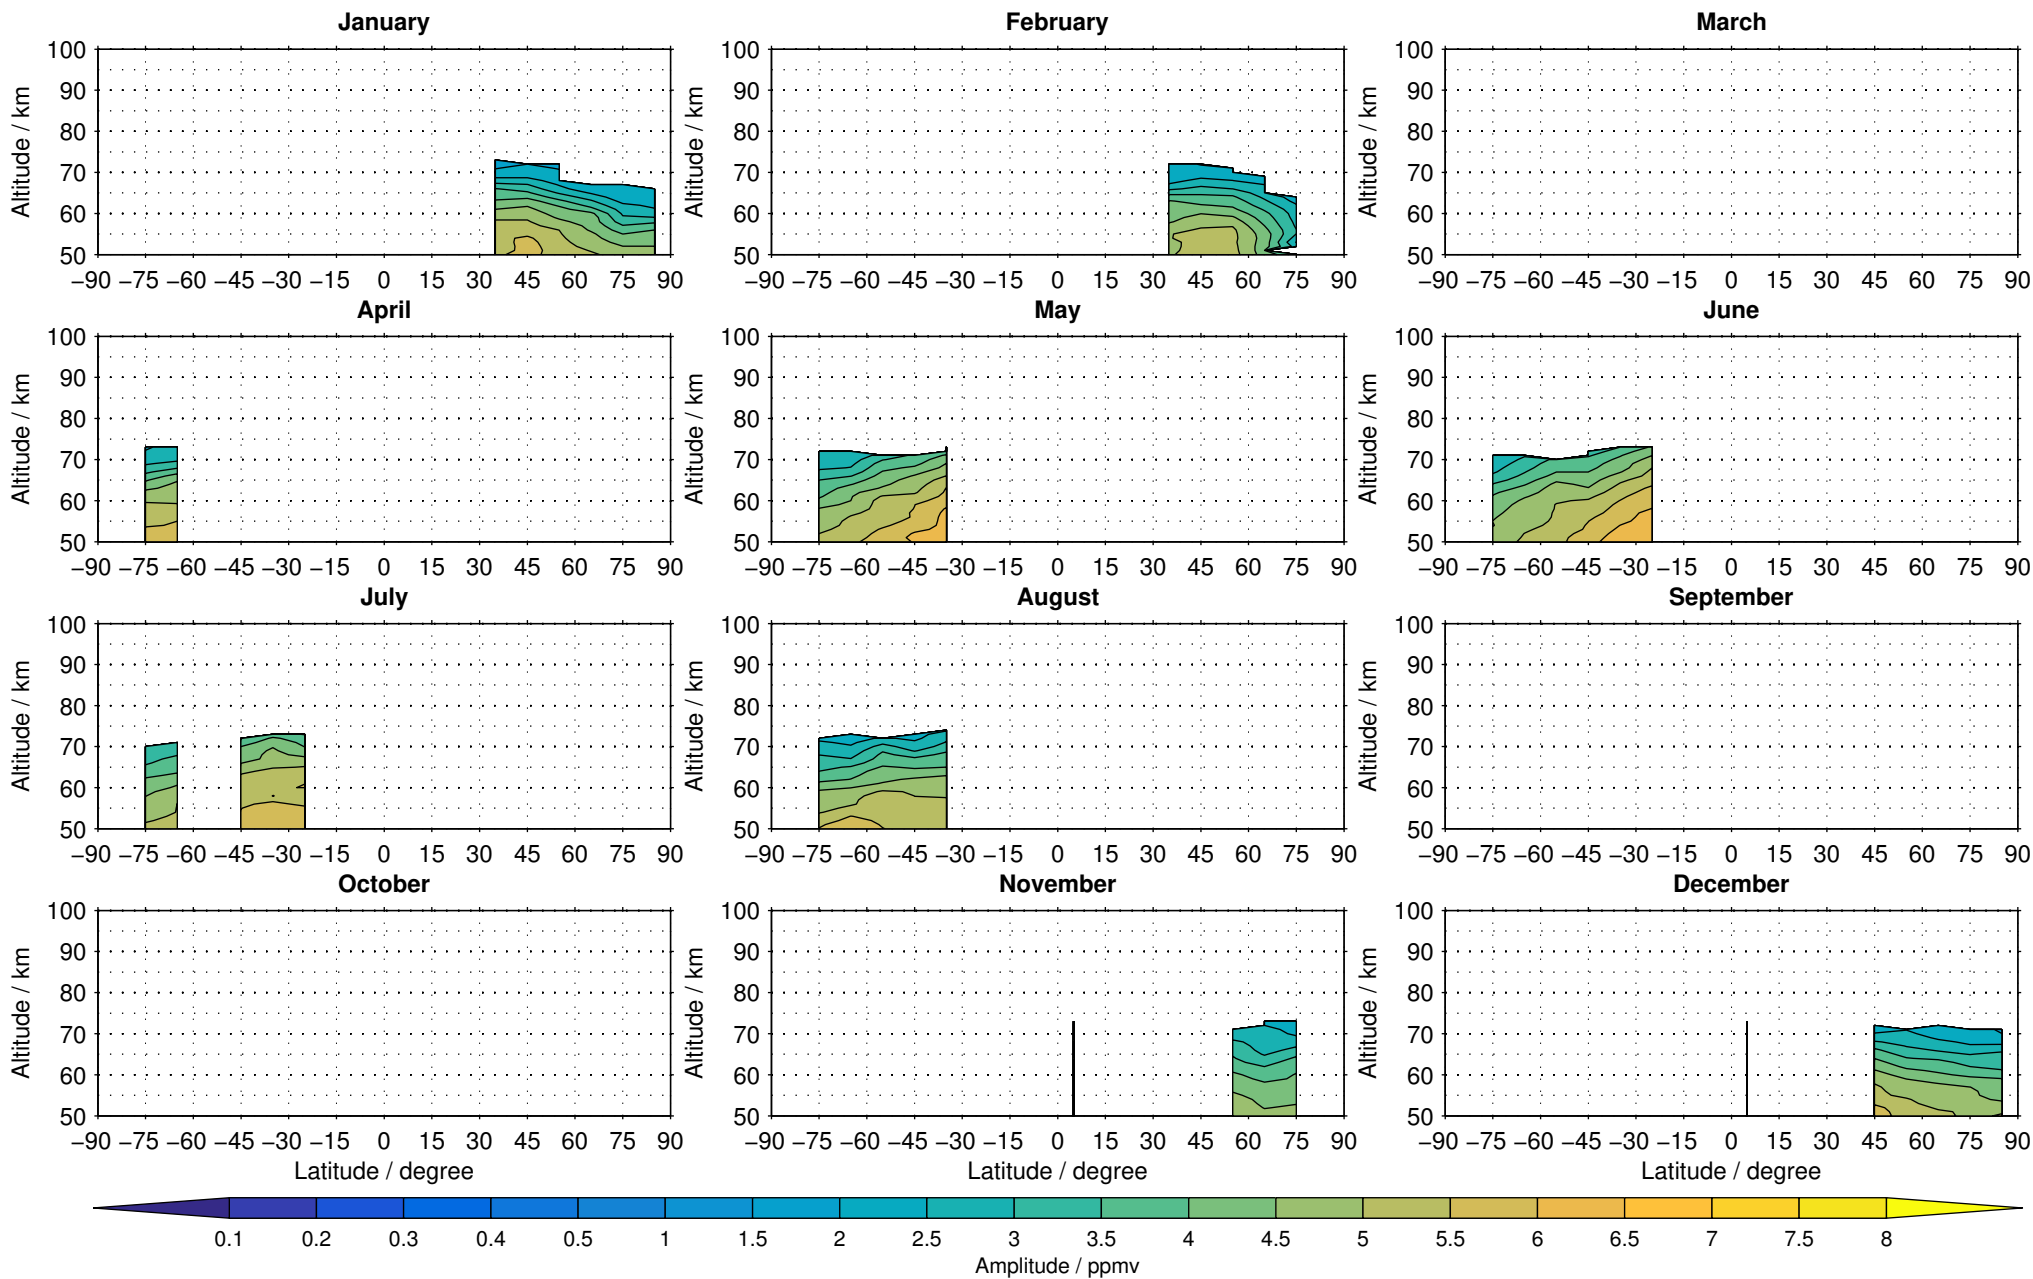 January February March
100 100 100
90 90 90
80 80 80
70 70 70
60 60 60
50 50 50
Altitude / km Altitude / km Altitude / km
−90 −75 −60 −45 −30 −15 0 15 30 45 60 75 90 −90 −75 −60 −45 −30 −15 0 15 30 45 60 75 90 −90 −75 −60 −45 −30 −15 0 15 30 45 60 75 90
April May June
100 100 100
90 90 90
80 80 80
70 70 70
60 60 60
50 50 50
Altitude / km Altitude / km Altitude / km
−90 −75 −60 −45 −30 −15 0 15 30 45 60 75 90 −90 −75 −60 −45 −30 −15 0 15 30 45 60 75 90 −90 −75 −60 −45 −30 −15 0 15 30 45 60 75 90
July August September
100 100 100
90 90 90
80 80 80
70 70 70
60 60 60
50 50 50
Altitude / km Altitude / km Altitude / km
−90 −75 −60 −45 −30 −15 0 15 30 45 60 75 90 −90 −75 −60 −45 −30 −15 0 15 30 45 60 75 90 −90 −75 −60 −45 −30 −15 0 15 30 45 60 75 90
October November December
100 100 100
90 90 90
80 80 80
70 70 70
60 60 60
50 50 50
Altitude / km Altitude / km Altitude / km
−90 −75 −60 −45 −30 −15 0 15 30 45 60 75 90 −90 −75 −60 −45 −30 −15 0 15 30 45 60 75 90 −90 −75 −60 −45 −30 −15 0 15 30 45 60 75 90
Latitude / degree Latitude / degree Latitude / degree
0.1 0.2 0.3 0.4 0.5 1 1.5 2 2.5 3 3.5 4 4.5 5 5.5 6 6.5 7 7.5 8
Amplitude / ppmv